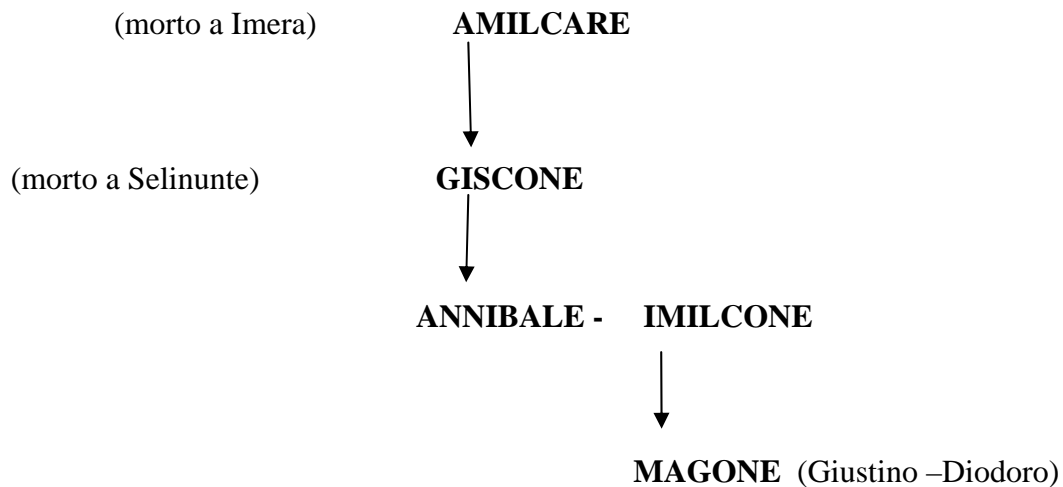 (morto a Imera) AMILCARE
(morto a Selinunte) GISCONE
ANNIBALE - IMILCONE
MAGONE (Giustino –Diodoro)